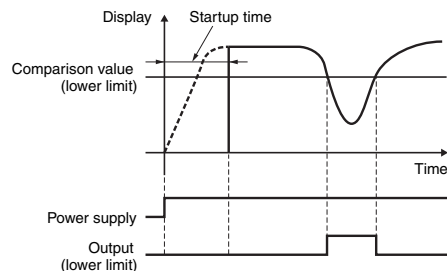 Display
Startup time
Comparison value
(lower limit)
Time
Power supply
Output
(lower limit)